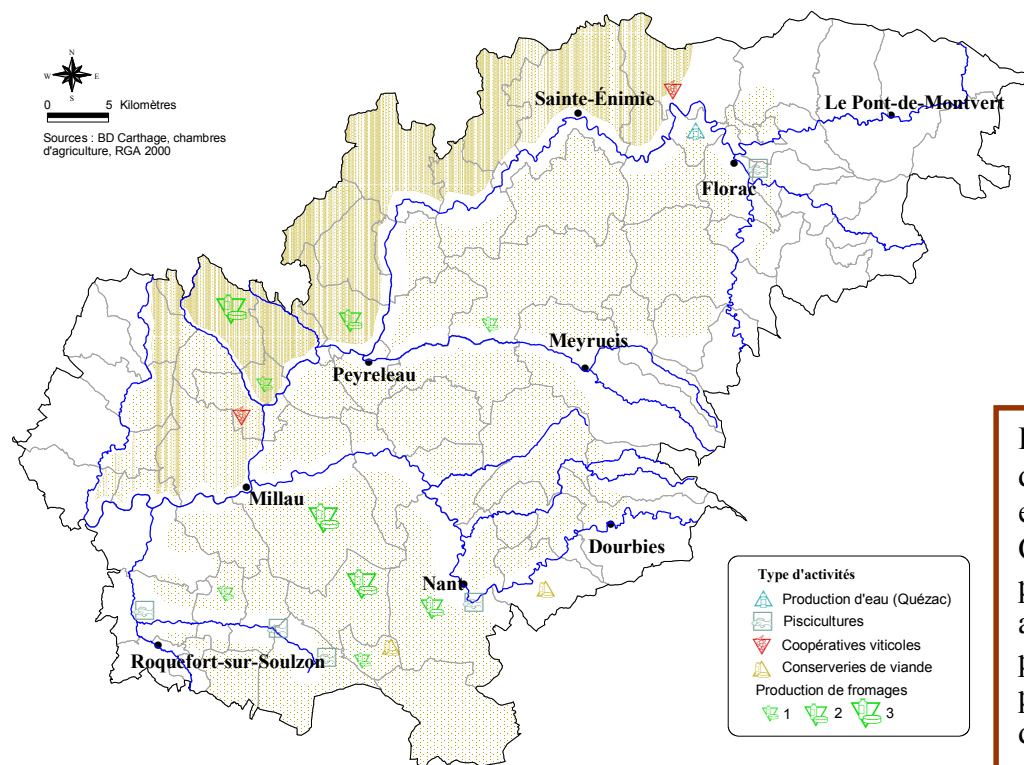 N
W E
S
0 5 Kilomètres
Sources : BD Carthage, chambres
d'agriculture, RGA 2000
Sainte-Énimie
Le Pont-de-Montvert
Florac
Meyrueis
Peyreleau
Millau
Dourbies
Nant
Roquefort-sur-Soulzon
Type d'activités
Production d'eau (Quézac)
Piscicultures
Coopératives viticoles
Conserveries de viande
Production de fromages
1 2 3